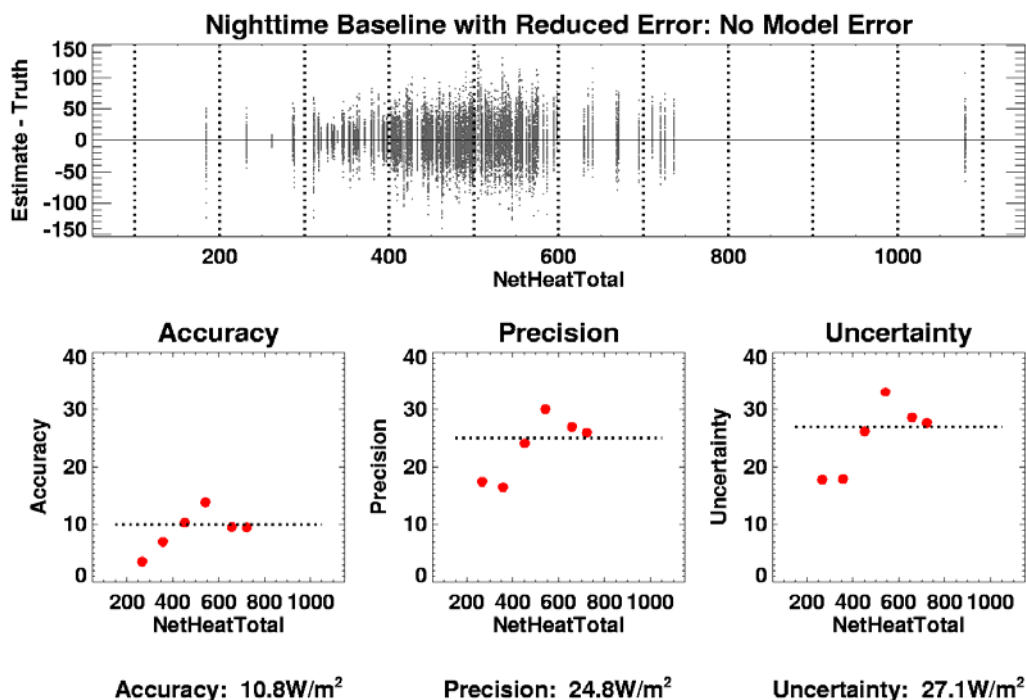 Nighttime Baseline with Reduced Error: No Model Error
Estimate - Truth
150
100
50
0
-50
-100
-150
200 400 600 800 1000
NetHeatTotal
Accuracy
Accuracy
40
30
20
10
0
200 400 600 800 1000
NetHeatTotal
Precision
Precision
40
30
20
10
0
200 400 600 800 1000
NetHeatTotal
Uncertainty
Uncertainty
40
30
20
10
0
200 400 600 800 1000
NetHeatTotal
Accuracy: 10.8W/m² Precision: 24.8W/m² Uncertainty: 27.1W/m²